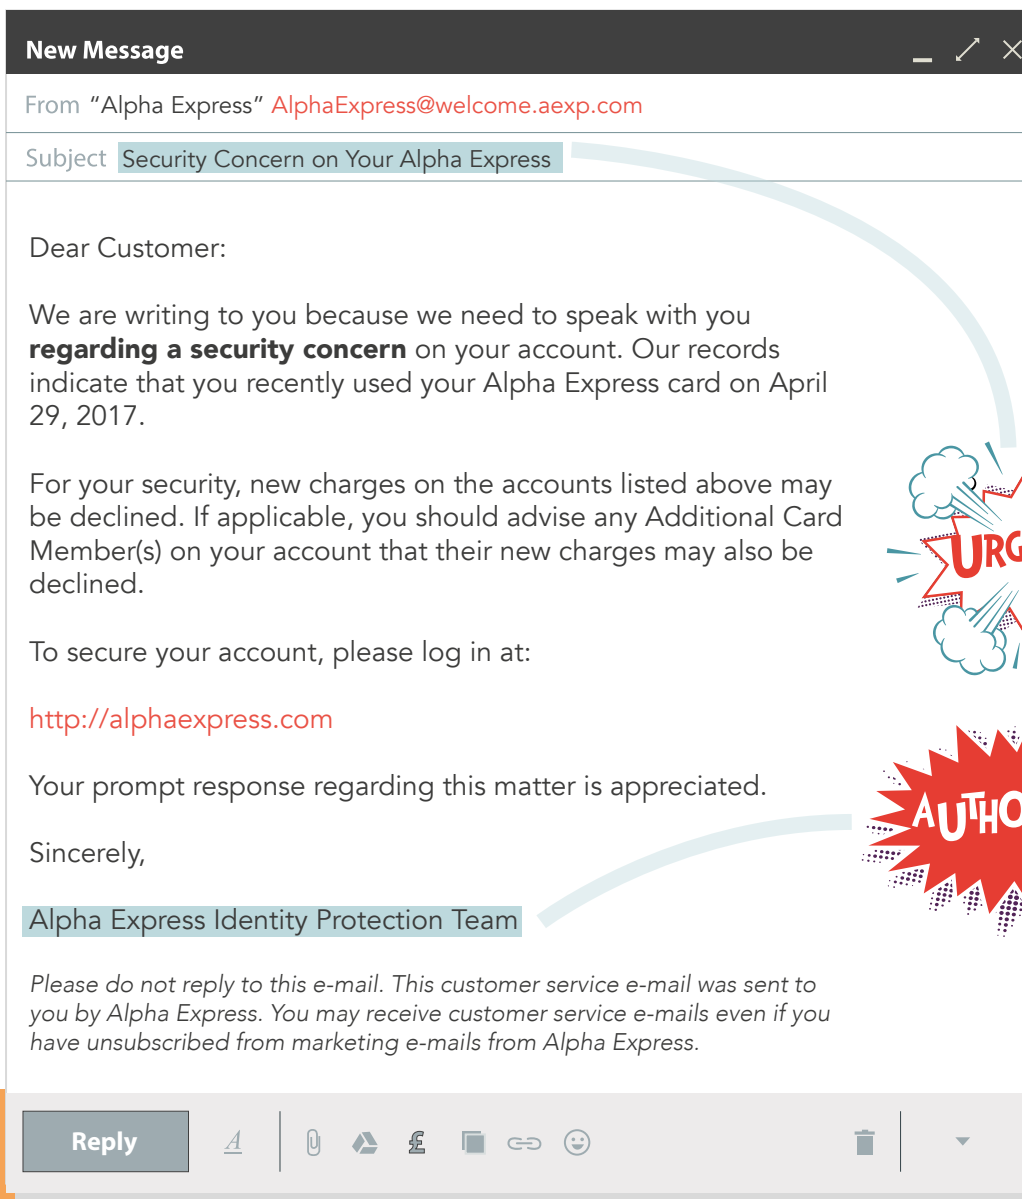 New Message
From "Alpha Express" AlphaExpress@welcome.aexp.com
Subject Security Concern on Your Alpha Express
Dear Customer:
We are writing to you because we need to speak with you
regarding a security concern on your account. Our records
indicate that you recently used your Alpha Express card on April
29, 2017.
For your security, new charges on the accounts listed above may
be declined. If applicable, you should advise any Additional Card
Member(s) on your account that their new charges may also be
declined.
URG
To secure your account, please log in at:
http://alphaexpress.com
Your prompt response regarding this matter is appreciated.
AUTHO
Sincerely,
Alpha Express Identity Protection Team
Please do not reply to this e-mail. This customer service e-mail was sent to
you by Alpha Express. You may receive customer service e-mails even if you
have unsubscribed from marketing e-mails from Alpha Express.
Reply A £